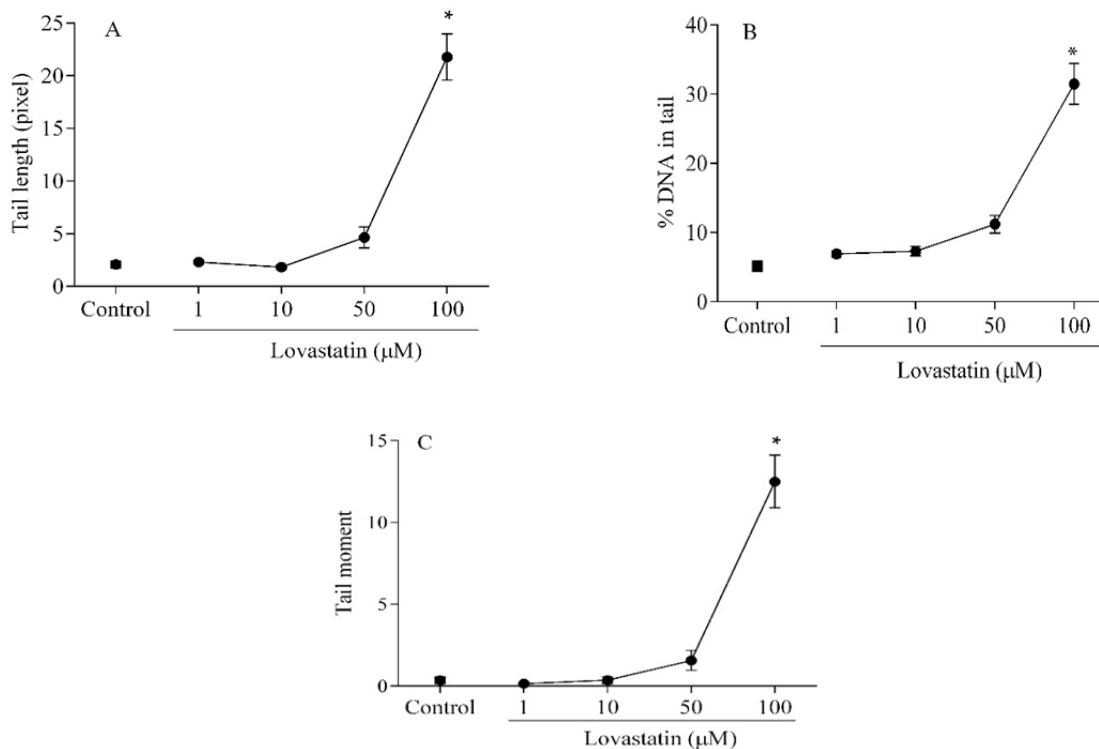 A
Tail length (pixel)
25
20
15
10
5
0
*
Control 1 10 50 100
Lovastatin (μM)
B
% DNA in tail
40
30
20
10
0
*
Control 1 10 50 100
Lovastatin (μM)
C
Tail moment
15
10
5
0
*
Control 1 10 50 100
Lovastatin (μM)